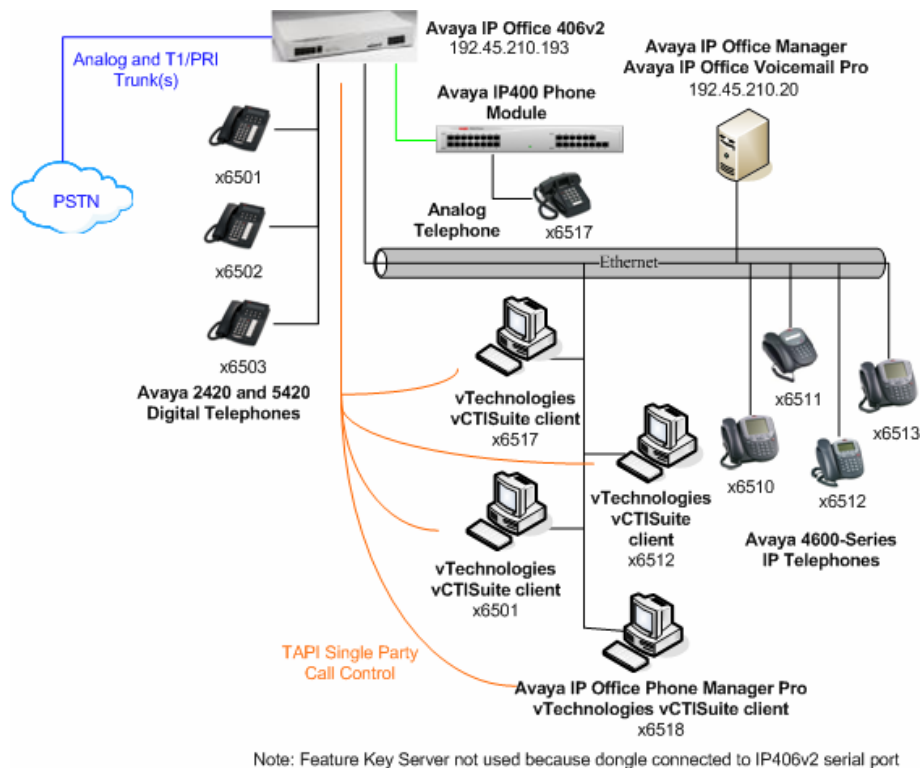 Avaya IP Office 406v2
192.45.210.193
Analog and T1/PRI
Trunk(s)
Avaya IP Office Manager
Avaya IP Office Voicemail Pro
192.45.210.20
Avaya IP400 Phone
Module
x6501
PSTN
Analog
Telephone
x6517
x6502
Ethernet
x6503
Avaya 2420 and 5420
Digital Telephones
vTechnologies
vCTISuite client
x6517
x6511
x6513
x6510
x6512
vTechnologies
vCTISuite
client
x6512
Avaya 4600-Series
IP Telephones
vTechnologies
vCTISuite client
x6501
TAPI Single Party
Call Control
Avaya IP Office Phone Manager Pro
vTechnologies vCTISuite client
x6518
Note: Feature Key Server not used because dongle connected to IP406v2 serial port